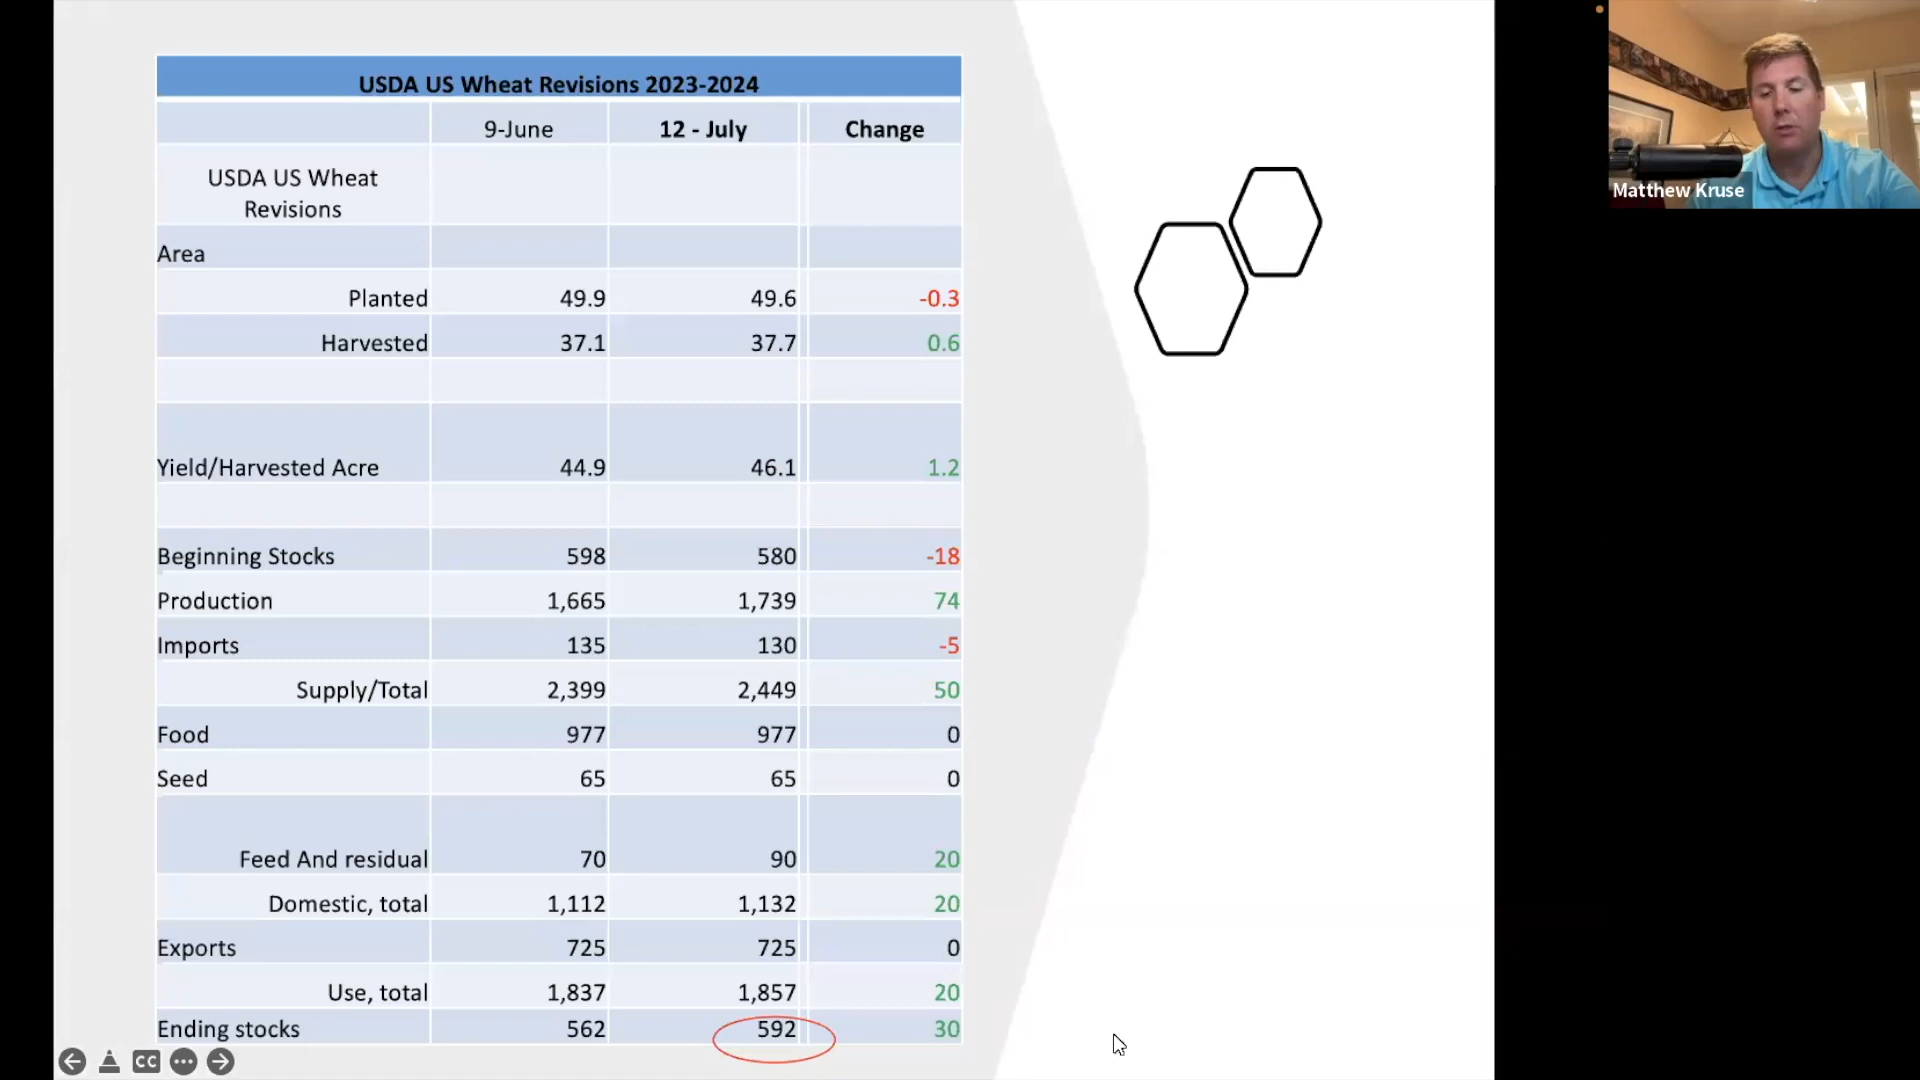 USDA US Wheat Revisions 2023-2024
9-June 12 - July Change
USDA US Wheat
Revisions
Area
Planted 49.9 49.6 -0.3
Harvested 37.1 37.7 0.6
Yield/Harvested Acre 44.9 46.1 1.2
Beginning Stocks 598 580 -18
Production 1,665 1,739 74
Imports 135 130 -5
Supply/Total 2,399 2,449 50
Food 977 977 0
Seed 65 65 0
Feed And residual 70 90 20
Domestic, total 1,112 1,132 20
Exports 725 725 0
Use, total 1,837 1,857 20
Ending stocks 562 592 30
CC
Matthew Kruse